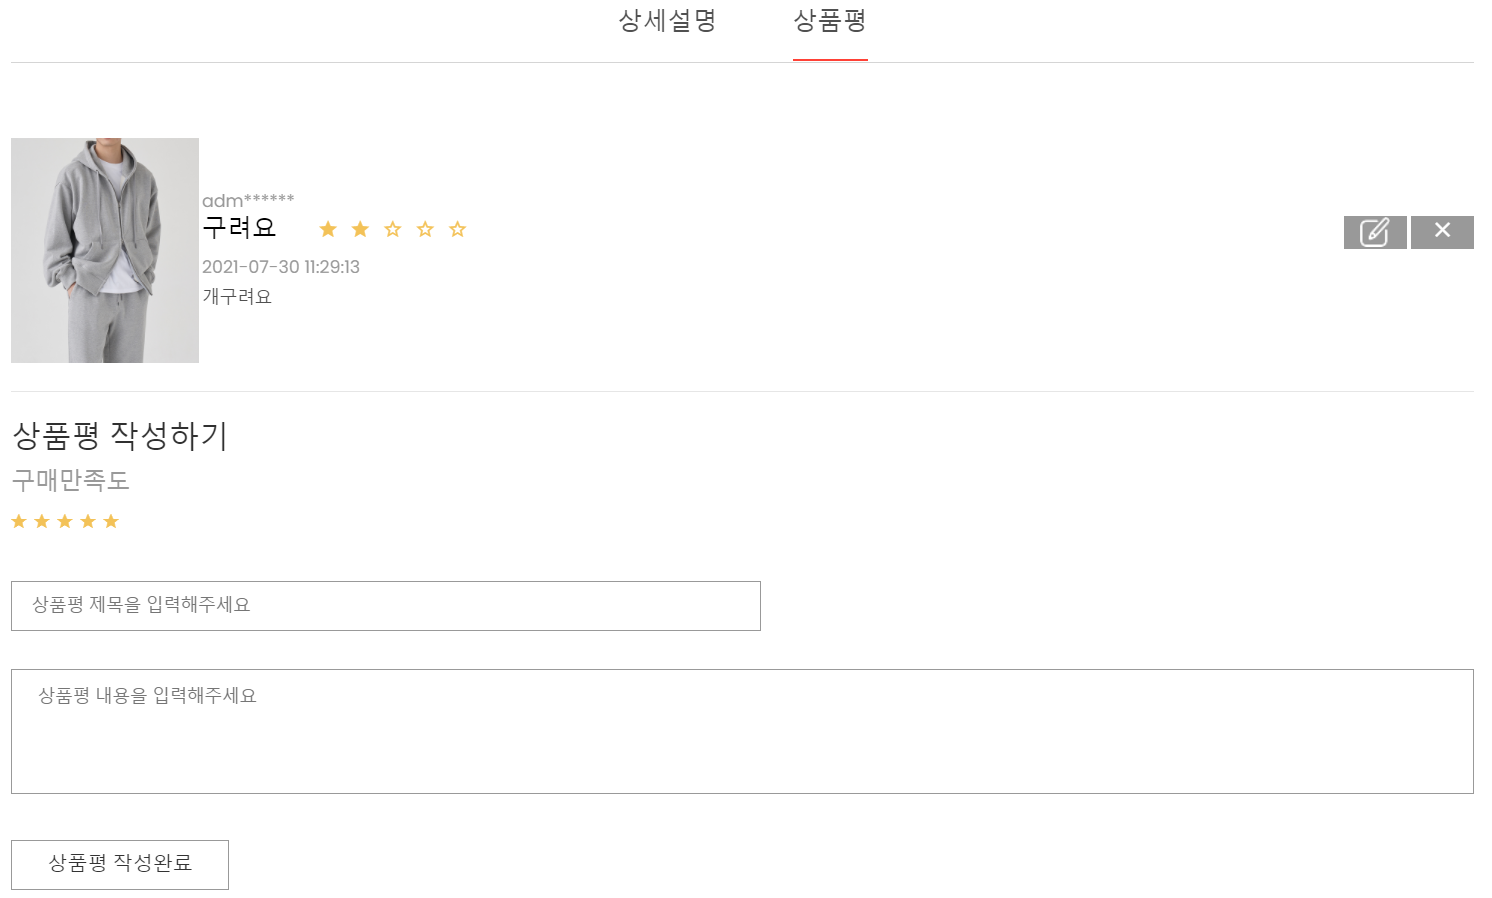 상세설명 상품평
adm******
구려요
2021-07-30 11:29:13
개구려요
상품평 작성하기
구매만족도
상품평 제목을 입력해주세요
상품평 내용을 입력해주세요
상품평 작성완료